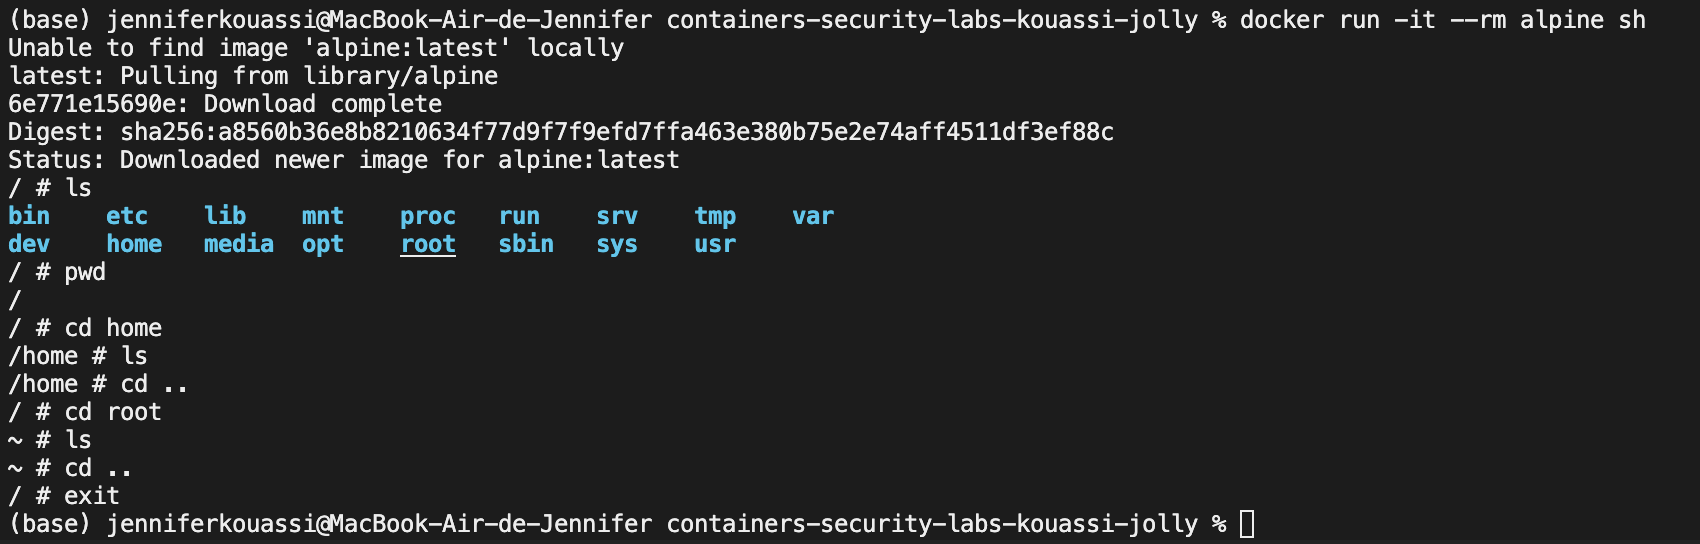 (base) jenniferkouassi@MacBook-Air-de-Jennifer containers-security-labs-kouassi-jolly % docker run -it --rm alpine sh
Unable to find image 'alpine:latest' locally
latest: Pulling from library/alpine
6e771e15690e: Download complete
Digest: sha256:a8560b36e8b8210634f77d9f7f9efd7ffa463e380b75e2e74aff4511df3ef88c
Status: Downloaded newer image for alpine:latest
/ # ls
bin    etc    lib    mnt    proc   run    srv    tmp    var
dev    home   media  opt    root   sbin   sys    usr
/ # pwd
/
/ # cd home
/home # ls
/home # cd ..
/ # cd root
~ # ls
~ # cd ..
/ # exit
(base) jenniferkouassi@MacBook-Air-de-Jennifer containers-security-labs-kouassi-jolly %